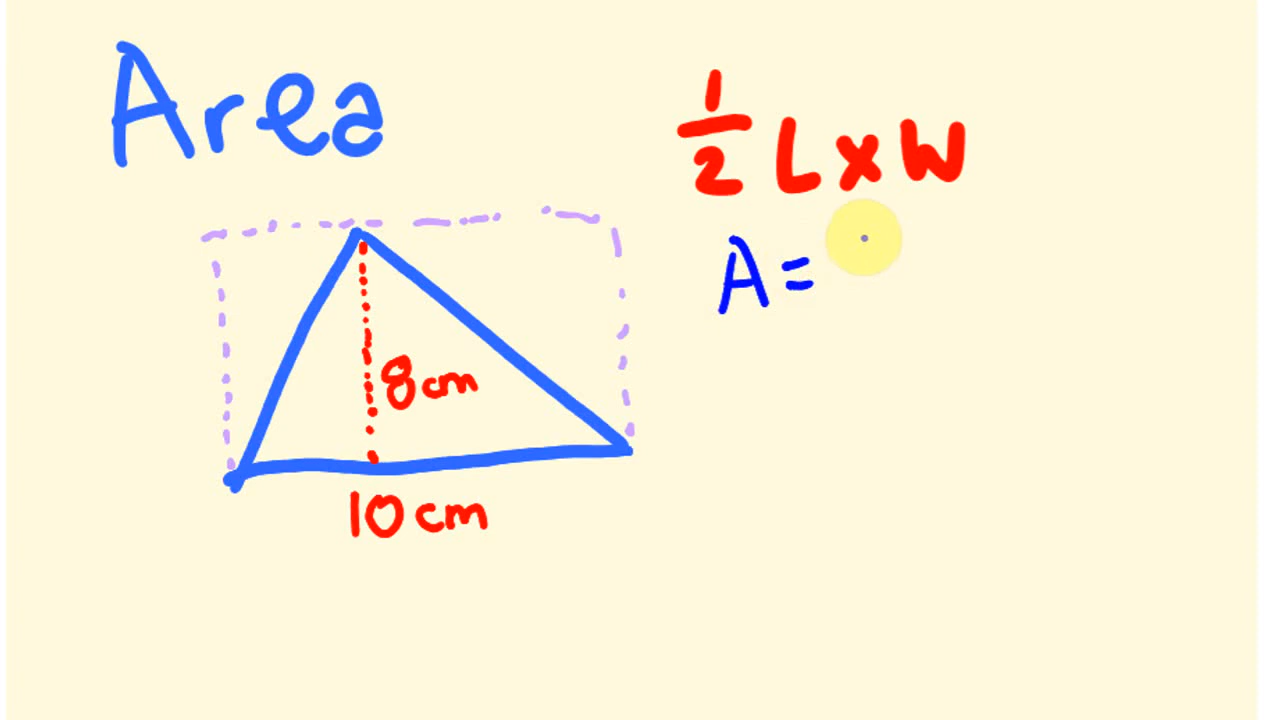 Area
1/2 L x W
A =
8cm
10cm